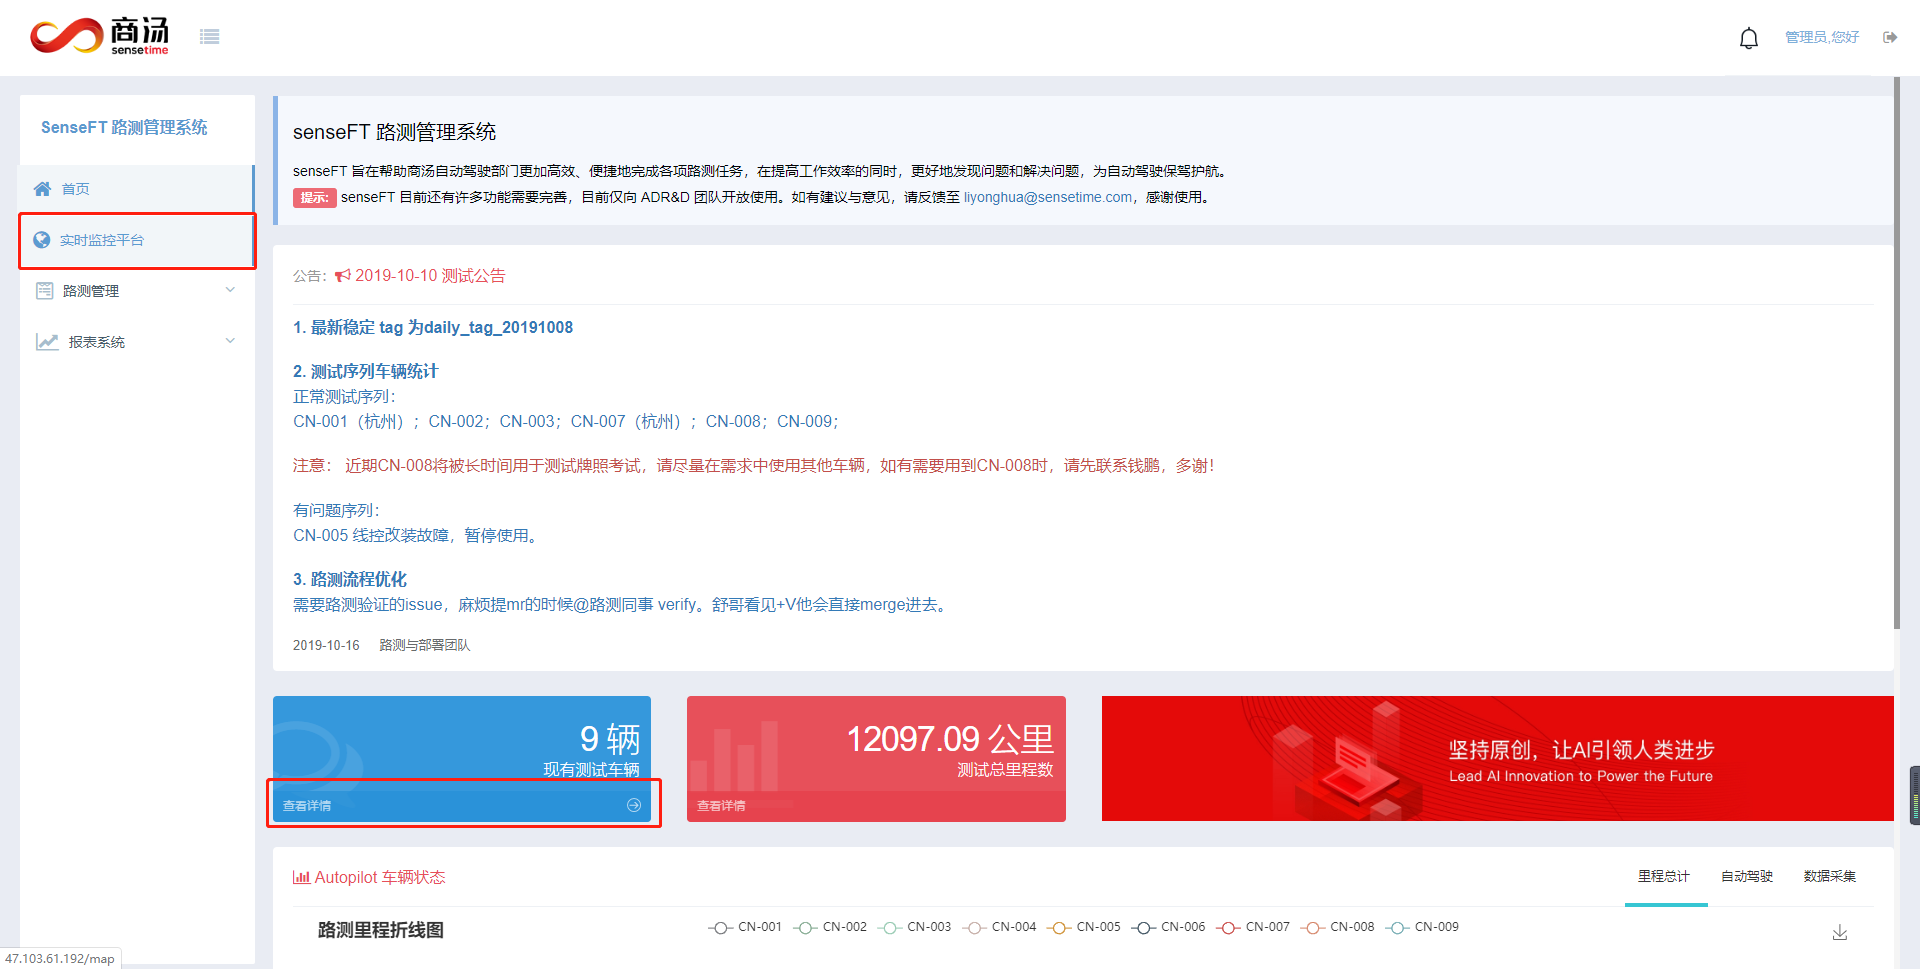 商汤
sensetime
管理员,您好
SenseFT 路测管理系统
首页
实时监控平台
路测管理
报表系统
senseFT 路测管理系统
senseFT 旨在帮助商汤自动驾驶部门更加高效、便捷地完成各项路测任务，在提高工作效率的同时，更好地发现问题和解决问题，为自动驾驶保驾护航。
提示: senseFT 目前还有许多功能需要完善，目前仅向 ADR&D 团队开放使用。如有建议与意见，请反馈至 liyonghua@sensetime.com，感谢使用。
公告: 2019-10-10 测试公告
1. 最新稳定 tag 为daily_tag_20191008
2. 测试序列车辆统计
正常测试序列：
CN-001（杭州）；CN-002；CN-003；CN-007（杭州）；CN-008；CN-009；
注意： 近期CN-008将被长时间用于测试牌照考试，请尽量在需求中使用其他车辆，如有需要用到CN-008时，请先联系钱鹏，多谢！
有问题序列：
CN-005 线控改装故障，暂停使用。
3. 路测流程优化
需要路测验证的issue，麻烦提mr的时候@路测同事 verify。舒哥看见+V他会直接merge进去。
2019-10-16 路测与部署团队
9 辆
现有测试车辆
查看详情
12097.09 公里
测试总里程数
查看详情
坚持原创，让AI引领人类进步
Lead AI Innovation to Power the Future
Autopilot 车辆状态
里程总计 自动驾驶 数据采集
路测里程折线图
CN-001 CN-002 CN-003 CN-004 CN-005 CN-006 CN-007 CN-008 CN-009
47.103.61.192/map